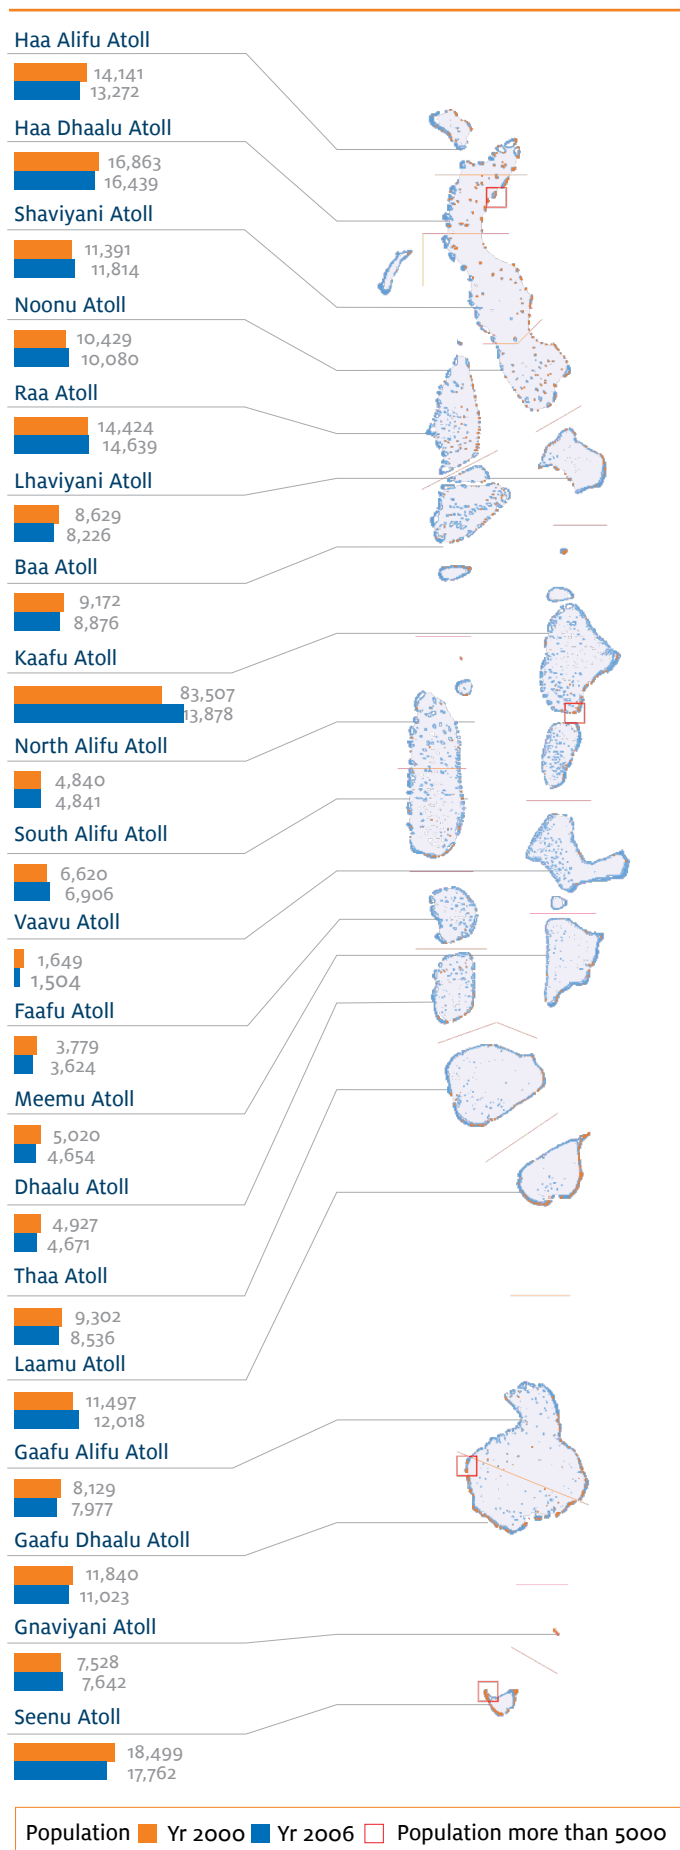 Haa Alifu Atoll
14,141
13,272
Haa Dhaalu Atoll
16,863
16,439
Shaviyani Atoll
11,391
11,814
Noonu Atoll
10,429
10,080
Raa Atoll
14,424
14,639
Lhaviyani Atoll
8,629
8,226
Baa Atoll
9,172
8,876
Kaafu Atoll
83,507
13,878
North Alifu Atoll
4,840
4,841
South Alifu Atoll
6,620
6,906
Vaavu Atoll
1,649
1,504
Faafu Atoll
3,779
3,624
Meemu Atoll
5,020
4,654
Dhaalu Atoll
4,927
4,671
Thaa Atoll
9,302
8,536
Laamu Atoll
11,497
12,018
Gaafu Alifu Atoll
8,129
7,977
Gaafu Dhaalu Atoll
11,840
11,023
Gnaviyani Atoll
7,528
7,642
Seenu Atoll
18,499
17,762
Population Yr 2000 Yr 2006 Population more than 5000